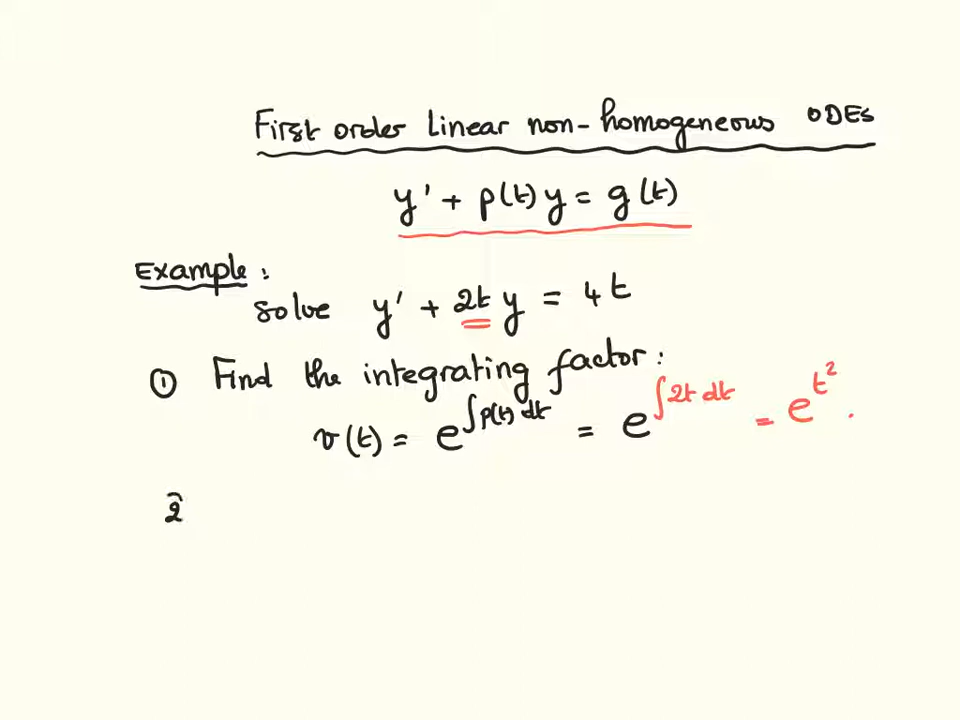 First order Linear non-homogeneous ODEs
y' + p(t) y = g(t)
Example:
solve y' + 2t y = 4t
① Find the integrating factor:
v(t) = e^{∫p(t) dt} = e^{∫2t dt} = e^{t^2}.
2